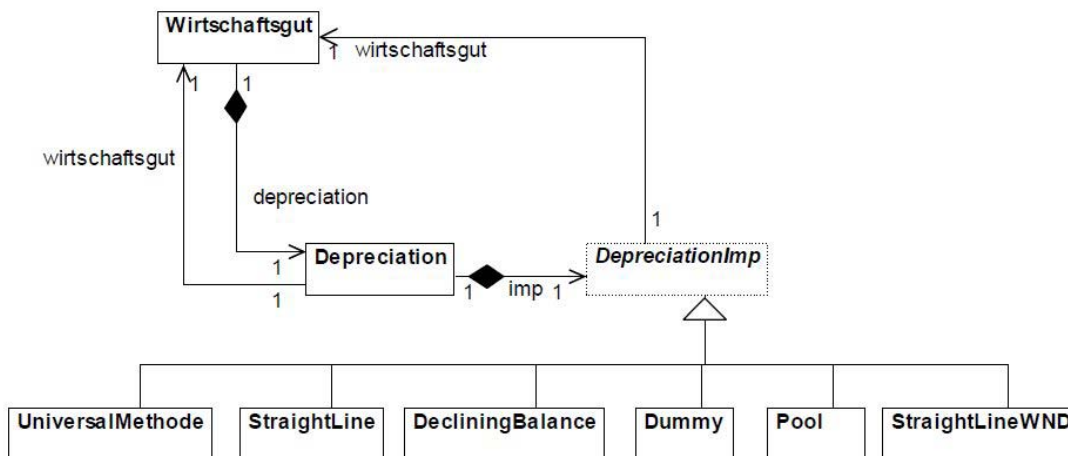 Wirtschaftsgut
1
wirtschaftsgut
1
1
wirtschaftsgut
depreciation
1
1
Depreciation
1
1
imp
1
DepreciationImp
UniversalMethode
StraightLine
DecliningBalance
Dummy
Pool
StraightLineWND